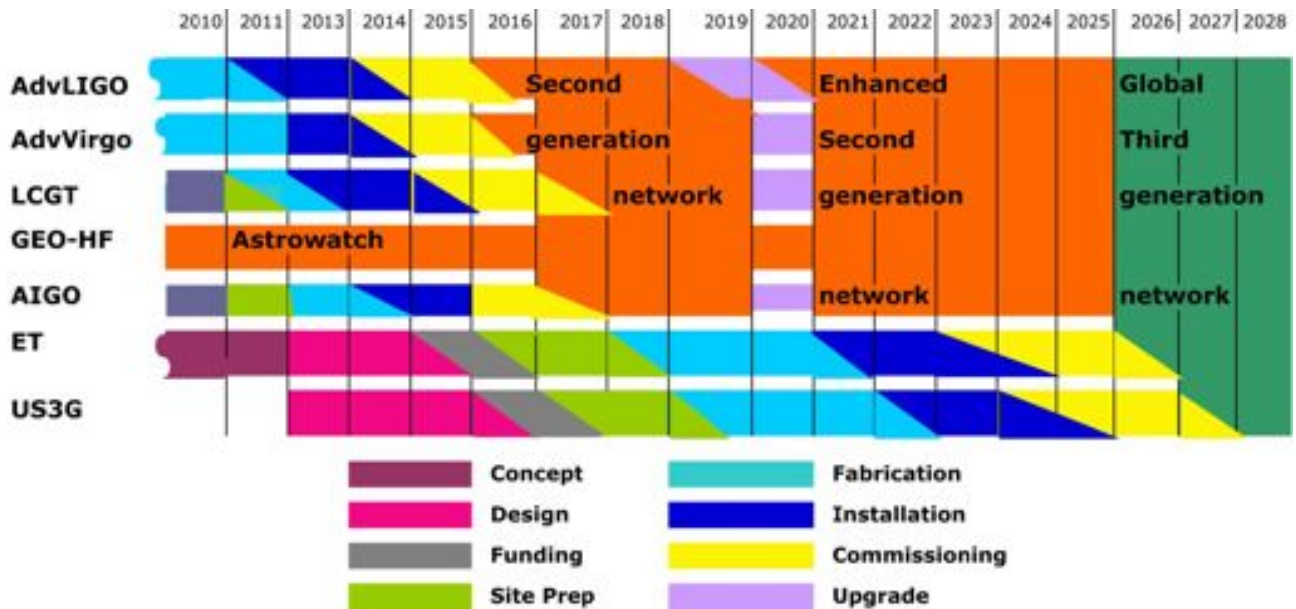 2010 2011 2013 2014 2015 2016 2017 2018 2019 2020 2021 2022 2023 2024 2025 2026 2027 2028
AdvLIGO Second Enhanced Global
AdvVirgo generation Second Third
LCGT network generation generation
GEO-HF Astrowatch
AIGO network network
ET
US3G
Concept Fabrication
Design Installation
Funding Commissioning
Site Prep Upgrade